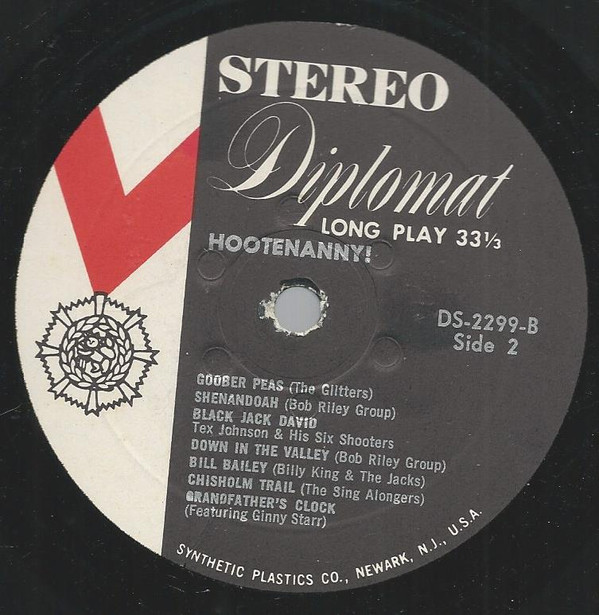 STEREO
Diplomat
LONG PLAY 33⅓
HOOTENANNY!
DS-2299-B
Side 2
GOOBER PEAS (The Glitters)
SHENANDOAH (Bob Riley Group)
BLACK JACK DAVID
Tex Johnson & His Six Shooters
DOWN IN THE VALLEY (Bob Riley Group)
BILL BAILEY (Billy King & The Jacks)
CHISHOLM TRAIL (The Sing Alongers)
GRANDFATHER'S CLOCK
(Featuring Ginny Starr)
SYNTHETIC PLASTICS CO., NEWARK, N.J., U.S.A.